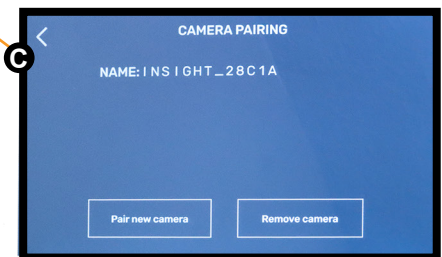 CAMERA PAIRING
C
NAME: INSIGHT_28C1A
Pair new camera
Remove camera